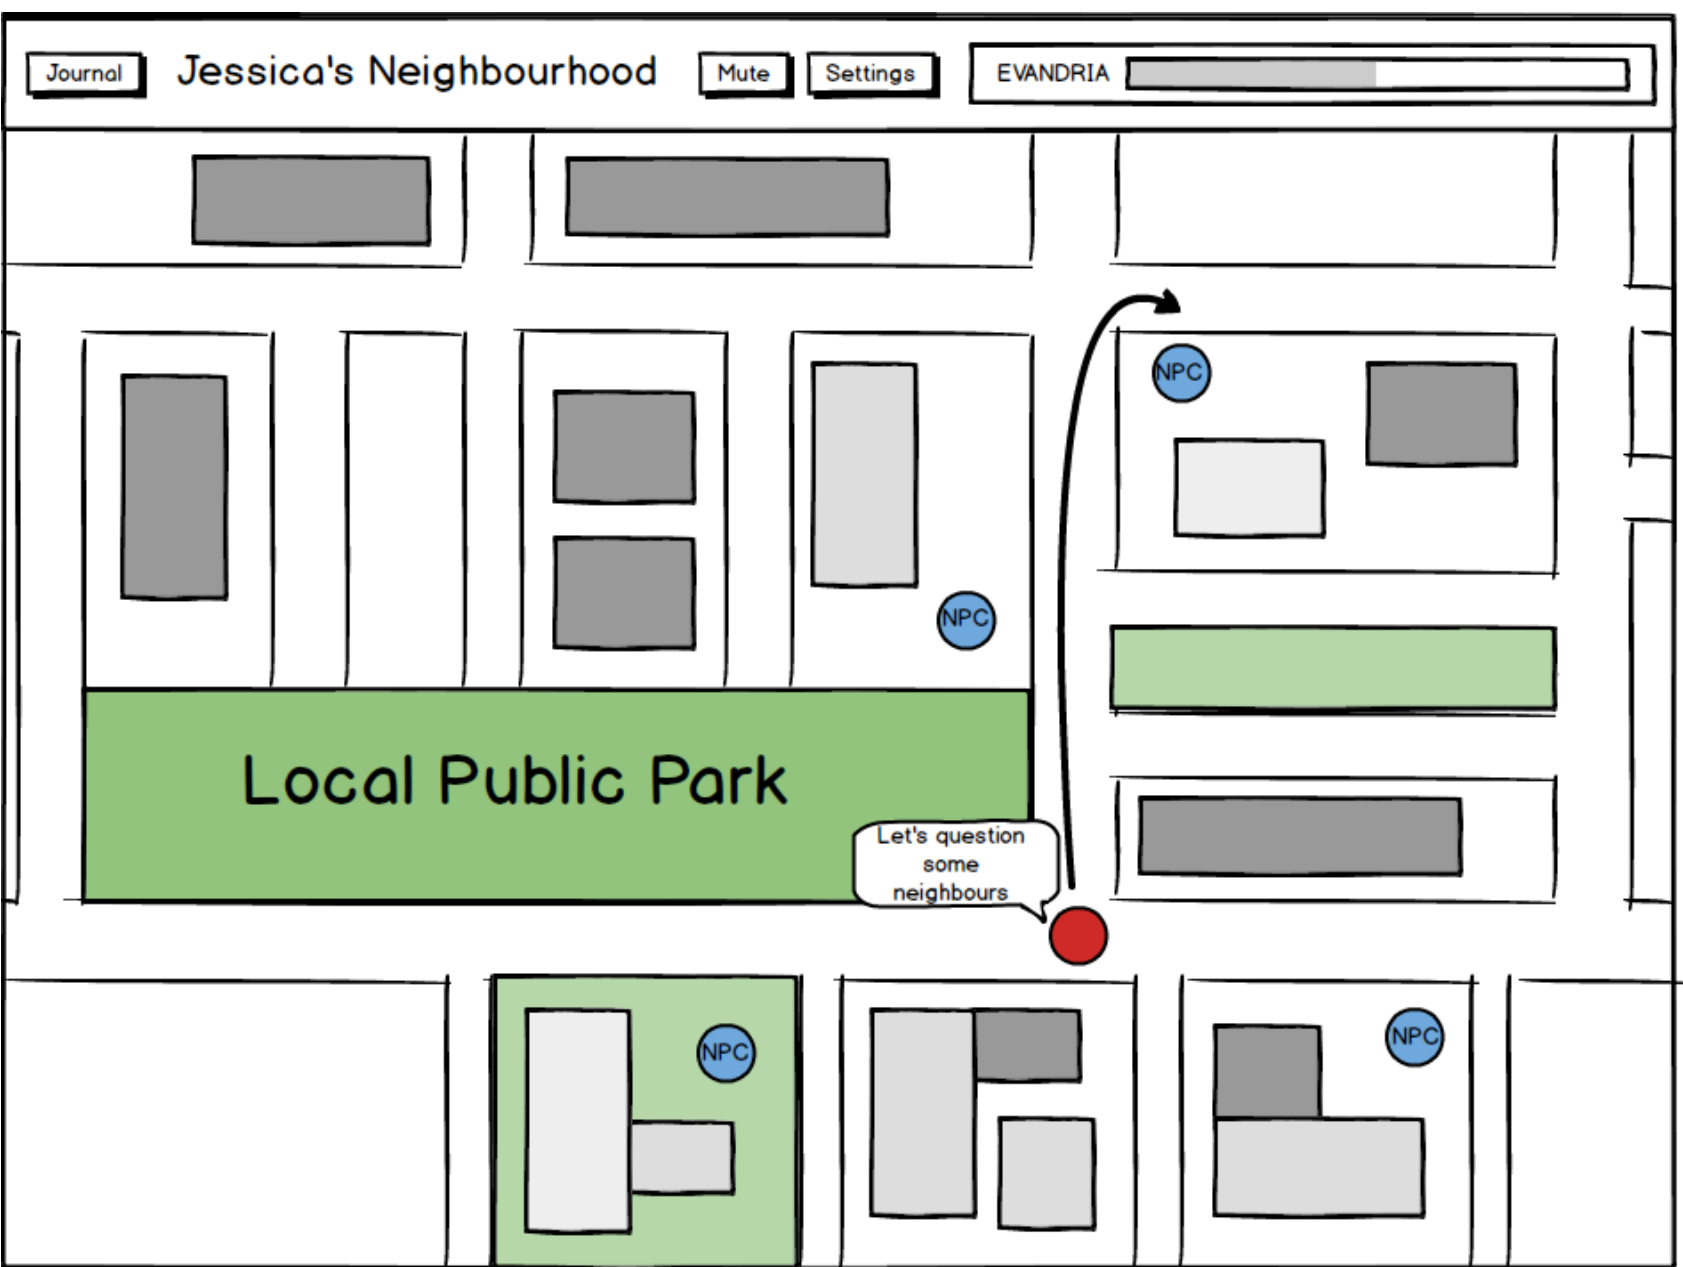 Journal
Jessica's Neighbourhood
Mute
Settings
EVANDRIA
NPC
NPC
Local Public Park
Let's question
some
neighbours
NPC
NPC